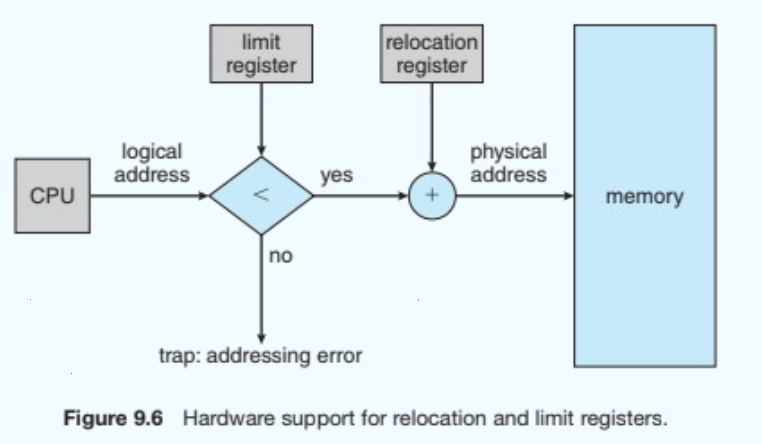 limit
register
relocation
register
logical
address
CPU
<
yes
+
physical
address
memory
no
trap: addressing error
Figure 9.6 Hardware support for relocation and limit registers.